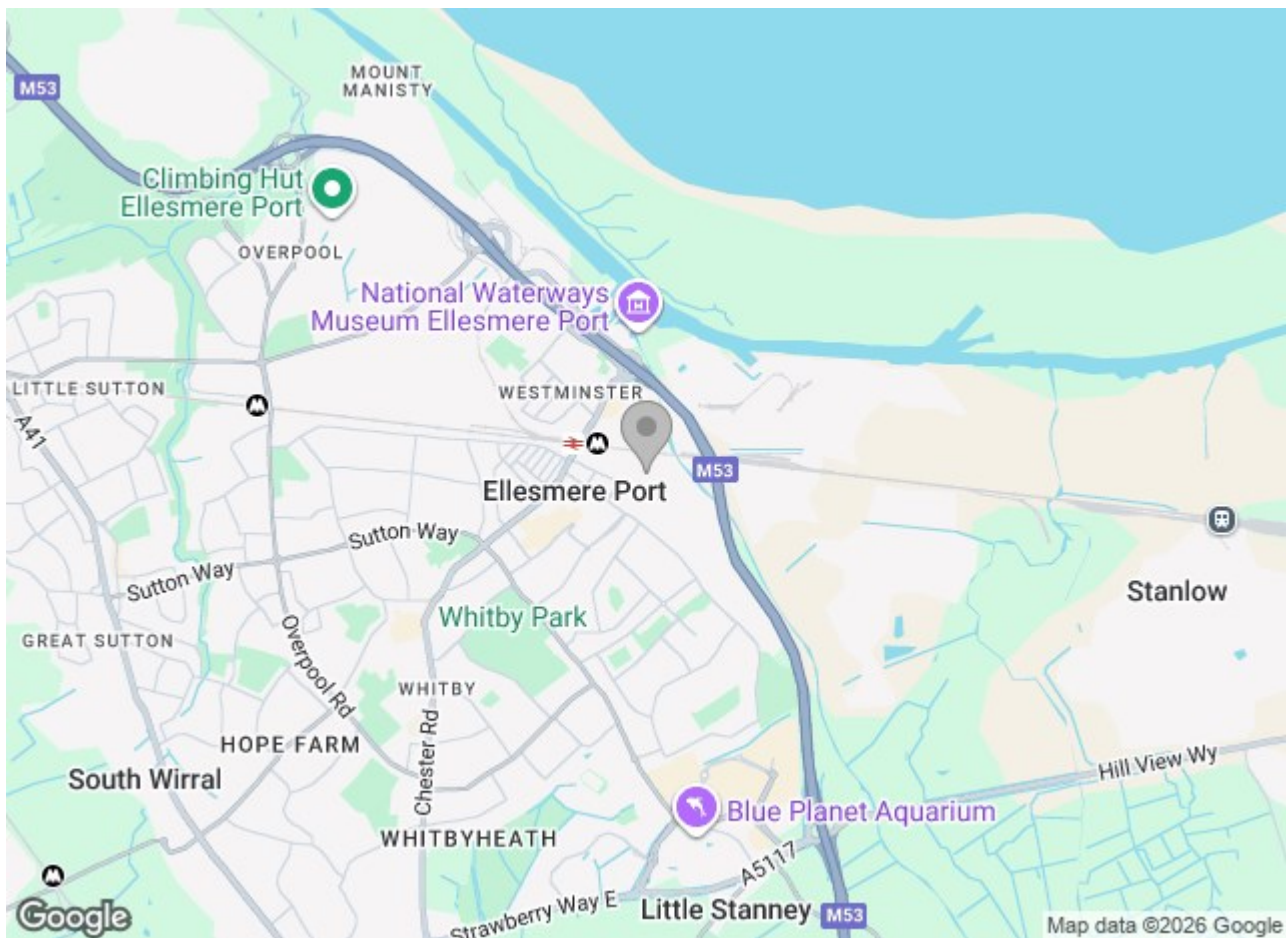 MOUNT
MANISTY
M53
Climbing Hut
Ellesmere Port
OVERPOOL
National Waterways
Museum Ellesmere Port
LITTLE SUTTON
WESTMINSTER
A41
M53
Ellesmere Port
Sutton Way
Sutton Way
Stanlow
Whitby Park
GREAT SUTTON
Overpool Rd
WHITBY
Chester Rd
HOPE FARM
Hill View Wy
South Wirral
Blue Planet Aquarium
WHITBYHEATH
A5117
Strawberry Way E
Little Stanney
M53
Google
Map data ©2026 Google